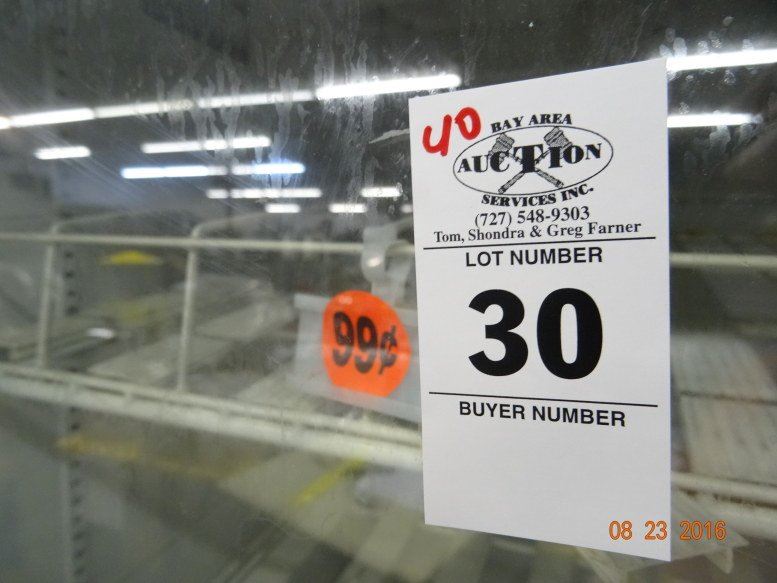 40
BAY AREA
AUCTION
SERVICES INC.
(727) 548-9303
Tom, Shondra & Greg Farner
LOT NUMBER
30
BUYER NUMBER
99¢
08 23 2016